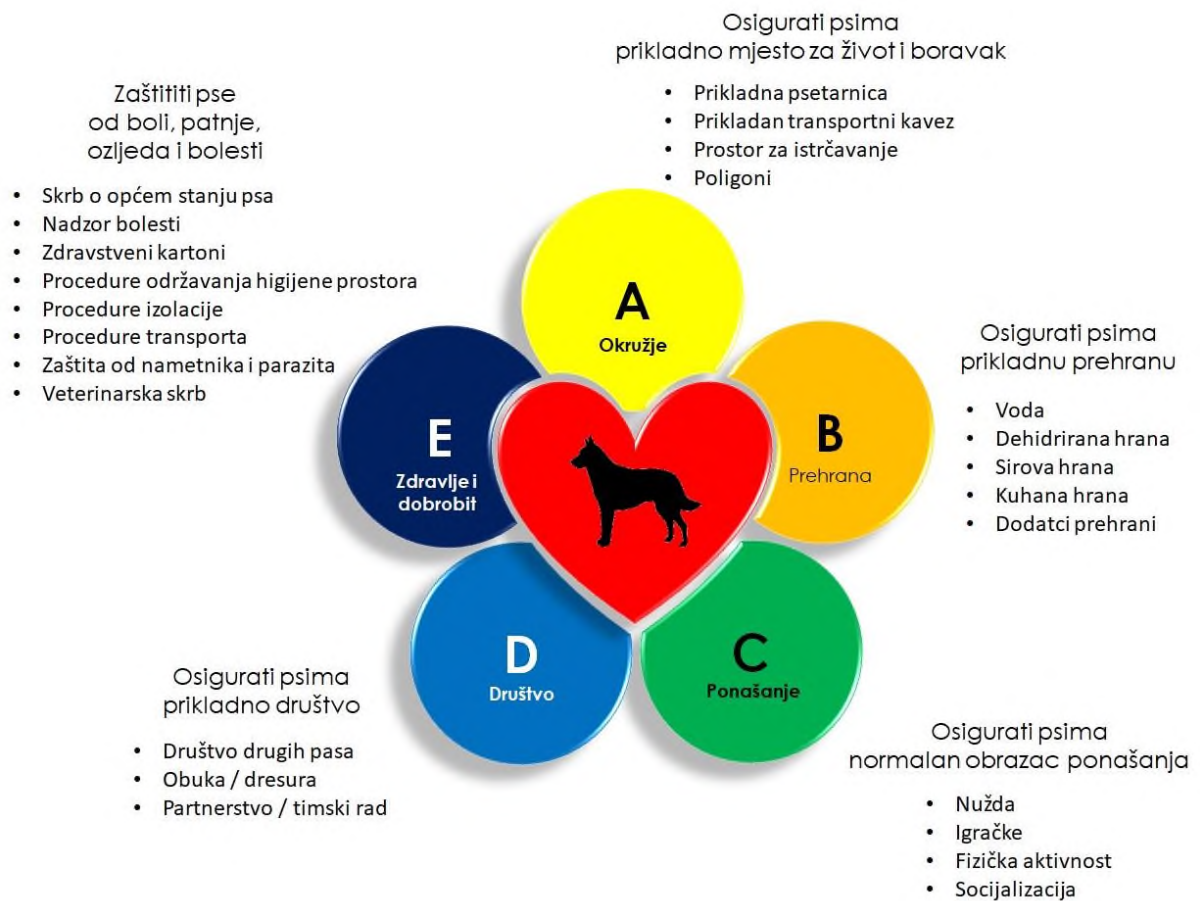 Osigurati psima
prikladno mjesto za život i boravak
• Prikladna psetarnica
• Prikladan transportni kavez
• Prostor za istrčavanje
• Poligoni
Zaštititi pse
od boli, patnje,
ozljeda i bolesti
• Skrb o općem stanju psa
• Nadzor bolesti
• Zdravstveni kartoni
• Procedure održavanja higijene prostora
• Procedure izolacije
• Procedure transporta
• Zaštita od nametnika i parazita
• Veterinarska skrb
A
Okružje
B
Prehrana
Osigurati psima
prikladnu prehranu
• Voda
• Dehidrirana hrana
• Sirova hrana
• Kuhana hrana
• Dodatci prehrani
E
Zdravlje i
dobrobit
D
Društvo
C
Ponašanje
Osigurati psima
prikladno društvo
• Društvo drugih pasa
• Obuka / dresura
• Partnerstvo / timski rad
Osigurati psima
normalan obrazac ponašanja
• Nužda
• Igračke
• Fizička aktivnost
• Socijalizacija